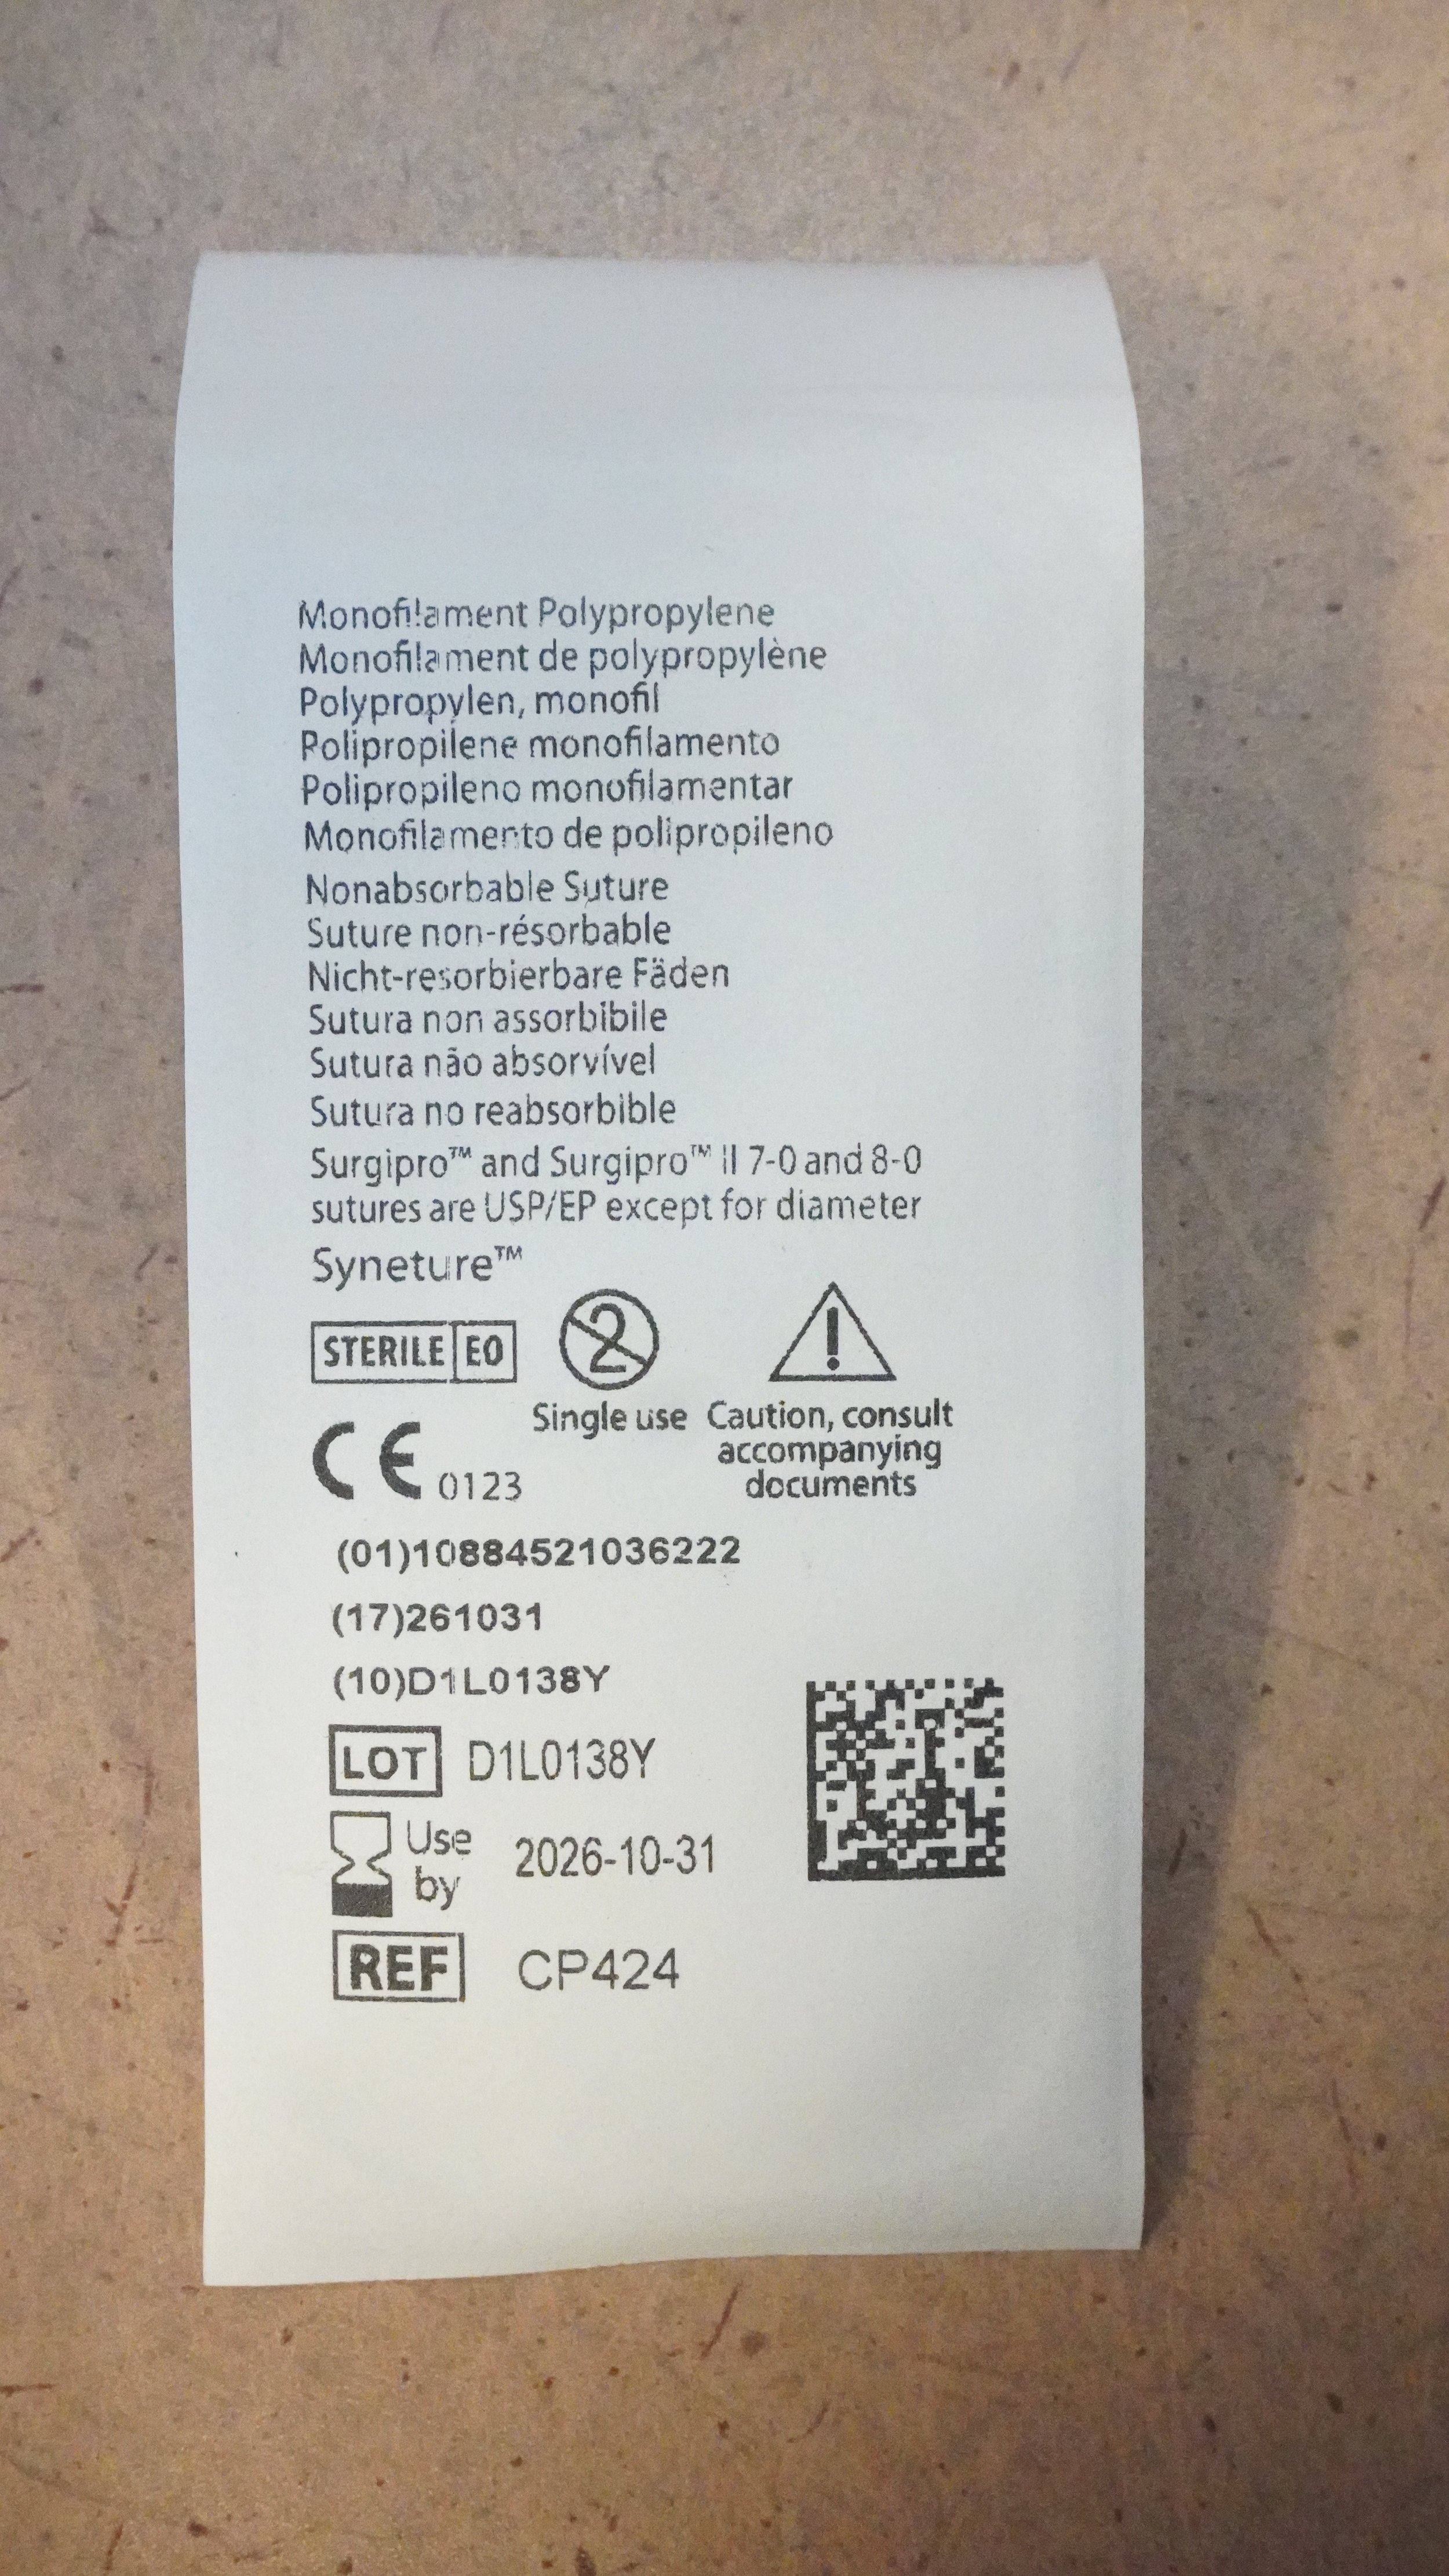 Monofilament Polypropylene
Monofilament de polypropylène
Polypropylen, monofil
Polipropilene monofilamento
Polipropileno monofilamentar
Monofilamento de polipropileno
Nonabsorbable Suture
Suture non-résorbable
Nicht-resorbierbare Fäden
Sutura non assorbibile
Sutura não absorvível
Sutura no reabsorbible
Surgipro™ and Surgipro™ II 7-0 and 8-0
sutures are USP/EP except for diameter
Syneture™
STERILE EO 2
Single use Caution, consult
accompanying
documents
CE 0123
(01)10884521036222
(17)261031
(10)D1L0138Y
LOT D1L0138Y
Use
by 2026-10-31
REF CP424